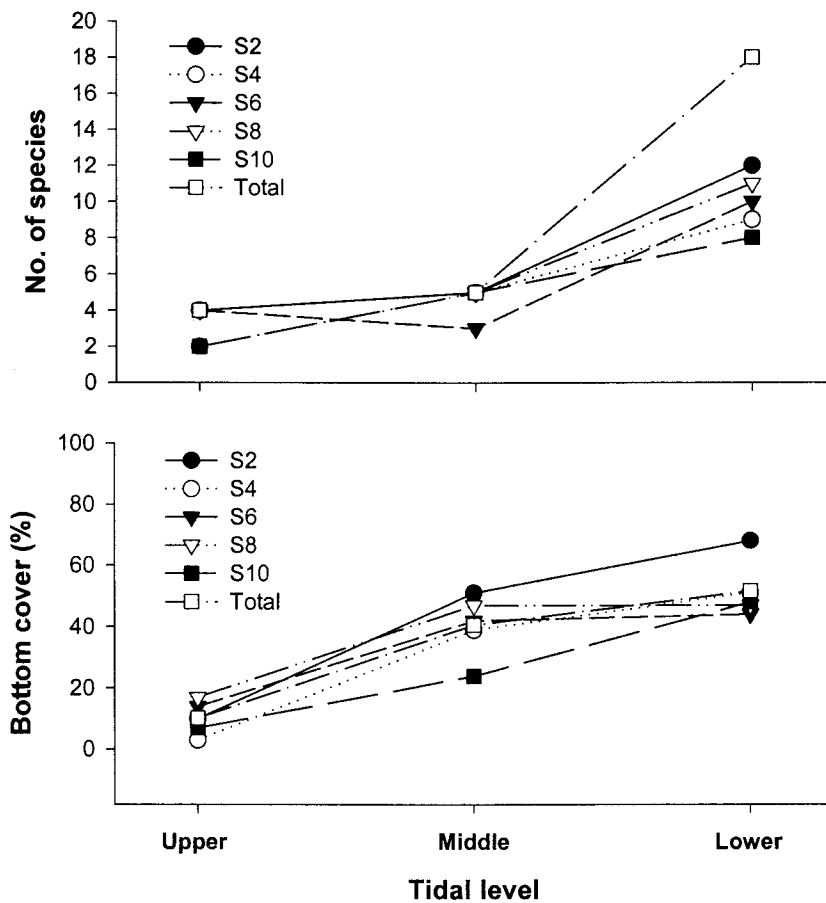 No. of species
20
18
16
14
12
10
8
6
4
2
0
S2
S4
S6
S8
S10
Total
Bottom cover (%)
100
80
60
40
20
0
S2
S4
S6
S8
S10
Total
Upper
Middle
Lower
Tidal level